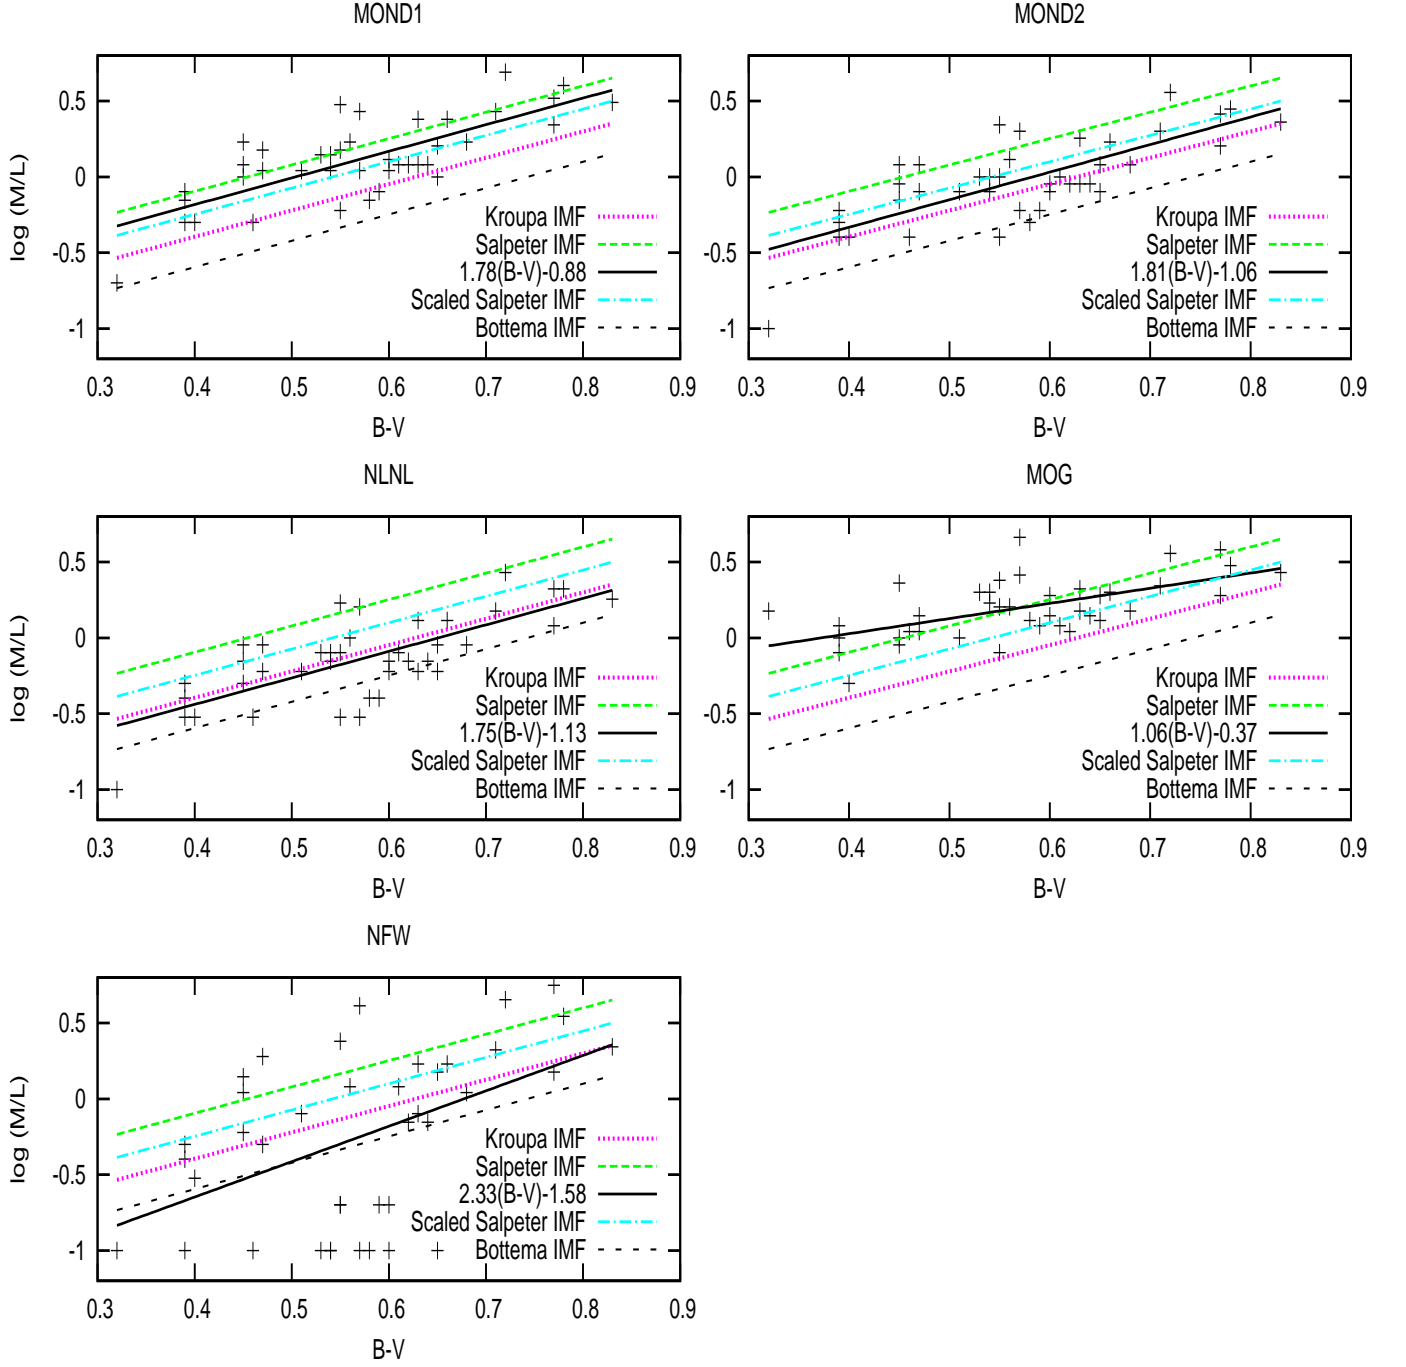 MOND1
0.5
0
-0.5
-1
log (M/L)
Kroupa IMF
Salpeter IMF
1.78(B-V)-0.88
Scaled Salpeter IMF
Bottema IMF
0.3 0.4 0.5 0.6 0.7 0.8 0.9
B-V
MOND2
0.5
0
-0.5
-1
Kroupa IMF
Salpeter IMF
1.81(B-V)-1.06
Scaled Salpeter IMF
Bottema IMF
0.3 0.4 0.5 0.6 0.7 0.8 0.9
B-V
NLNL
0.5
0
-0.5
-1
log (M/L)
Kroupa IMF
Salpeter IMF
1.75(B-V)-1.13
Scaled Salpeter IMF
Bottema IMF
0.3 0.4 0.5 0.6 0.7 0.8 0.9
B-V
MOG
0.5
0
-0.5
-1
Kroupa IMF
Salpeter IMF
1.06(B-V)-0.37
Scaled Salpeter IMF
Bottema IMF
0.3 0.4 0.5 0.6 0.7 0.8 0.9
B-V
NFW
0.5
0
-0.5
-1
log (M/L)
Kroupa IMF
Salpeter IMF
2.33(B-V)-1.58
Scaled Salpeter IMF
Bottema IMF
0.3 0.4 0.5 0.6 0.7 0.8 0.9
B-V